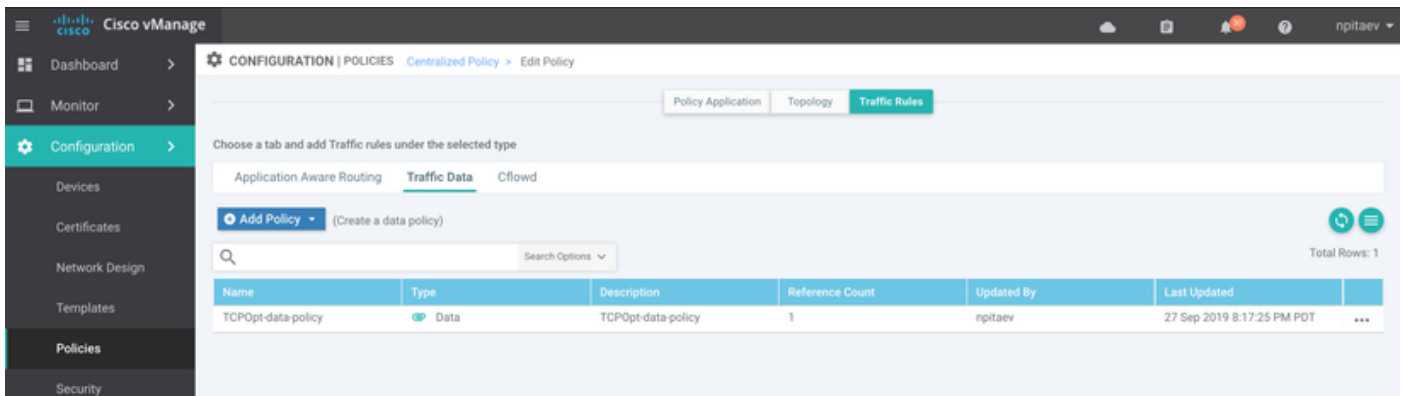 cisco Cisco vManage
30
npitaev
Dashboard
CONFIGURATION | POLICIES Centralized Policy > Edit Policy
Monitor
Policy Application Topology Traffic Rules
Configuration
Choose a tab and add Traffic rules under the selected type
Devices
Application Aware Routing Traffic Data Cflowd
Certificates
Add Policy (Create a data policy)
Network Design
Search Options
Total Rows: 1
Templates
Name Type Description Reference Count Updated By Last Updated
TCPOpt-data-policy Data TCPOpt-data-policy 1 npitaev 27 Sep 2019 8:17:25 PM PDT
Policies
Security